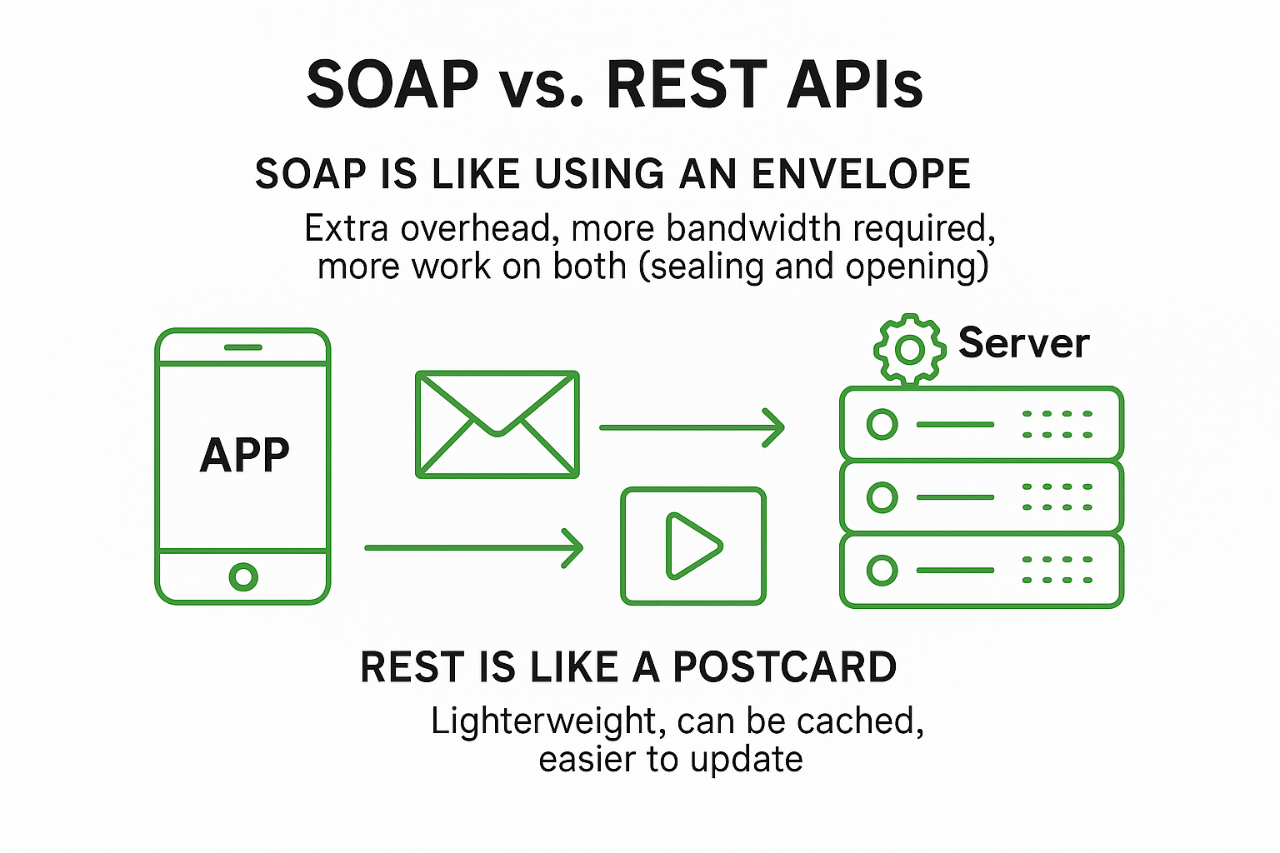 SOAP vs. REST APIs
SOAP IS LIKE USING AN ENVELOPE
Extra overhead, more bandwidth required,
more work on both (sealing and opening)
Server
APP
REST IS LIKE A POSTCARD
Lighterweight, can be cached,
easier to update